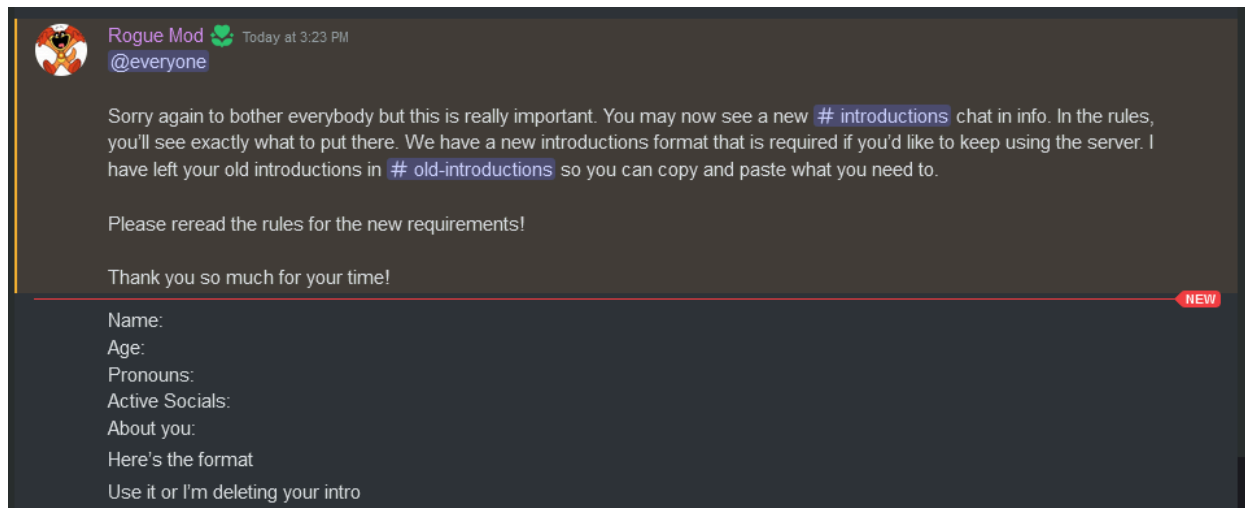 Rogue Mod Today at 3:23 PM
@everyone
Sorry again to bother everybody but this is really important. You may now see a new # introductions chat in info. In the rules,
you'll see exactly what to put there. We have a new introductions format that is required if you'd like to keep using the server. I
have left your old introductions in # old-introductions so you can copy and paste what you need to.
Please reread the rules for the new requirements!
Thank you so much for your time!
NEW
Name:
Age:
Pronouns:
Active Socials:
About you:
Here's the format
Use it or I'm deleting your intro